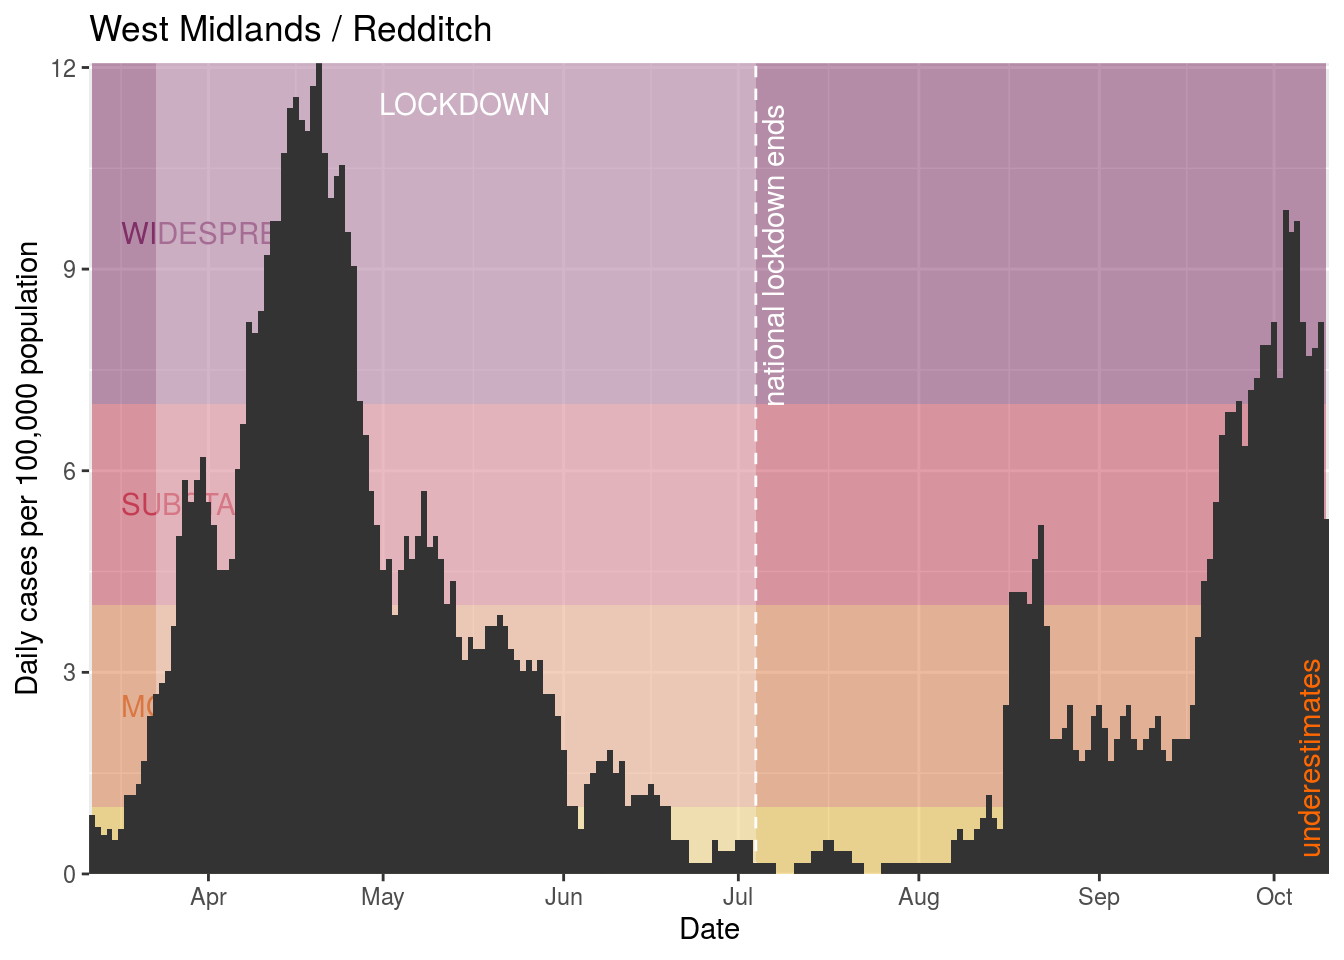 West Midlands / Redditch
12
9
6
3
0
Daily cases per 100,000 population
LOCKDOWN
national lockdown ends
WIDESPRE
underestimates
Apr
May
Jun
Jul
Aug
Sep
Oct
Date